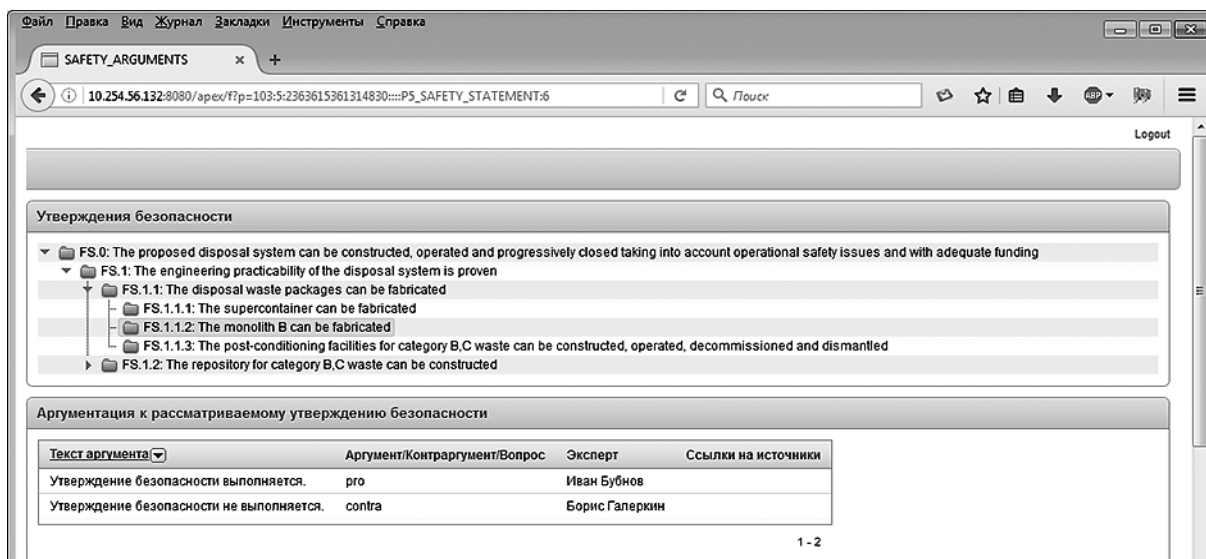 Файл Правка Вид Журнал Закладки Инструменты Справка
SAFETY_ARGUMENTS × +
10.254.56.132:8080/apex/f?p=103:5:2363615361314830::::P5_SAFETY_STATEMENT:6 Поиск ABP
Logout
Утверждения безопасности
FS.0: The proposed disposal system can be constructed, operated and progressively closed taking into account operational safety issues and with adequate funding
FS.1: The engineering practicability of the disposal system is proven
FS.1.1: The disposal waste packages can be fabricated
FS.1.1.1: The supercontainer can be fabricated
FS.1.1.2: The monolith B can be fabricated
FS.1.1.3: The post-conditioning facilities for category B,C waste can be constructed, operated, decommissioned and dismantled
FS.1.2: The repository for category B,C waste can be constructed
Аргументация к рассматриваемому утверждению безопасности
Текст аргумента Аргумент/Контраргумент/Вопрос Эксперт Ссылки на источники
Утверждение безопасности выполняется. pro Иван Бубнов
Утверждение безопасности не выполняется. contra Борис Галеркин
1 - 2